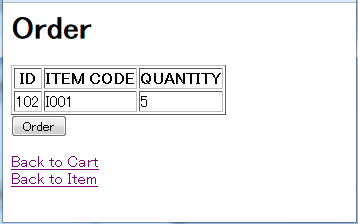 Order
ID ITEM CODE QUANTITY
102 I001 5
Order
Back to Cart
Back to Item